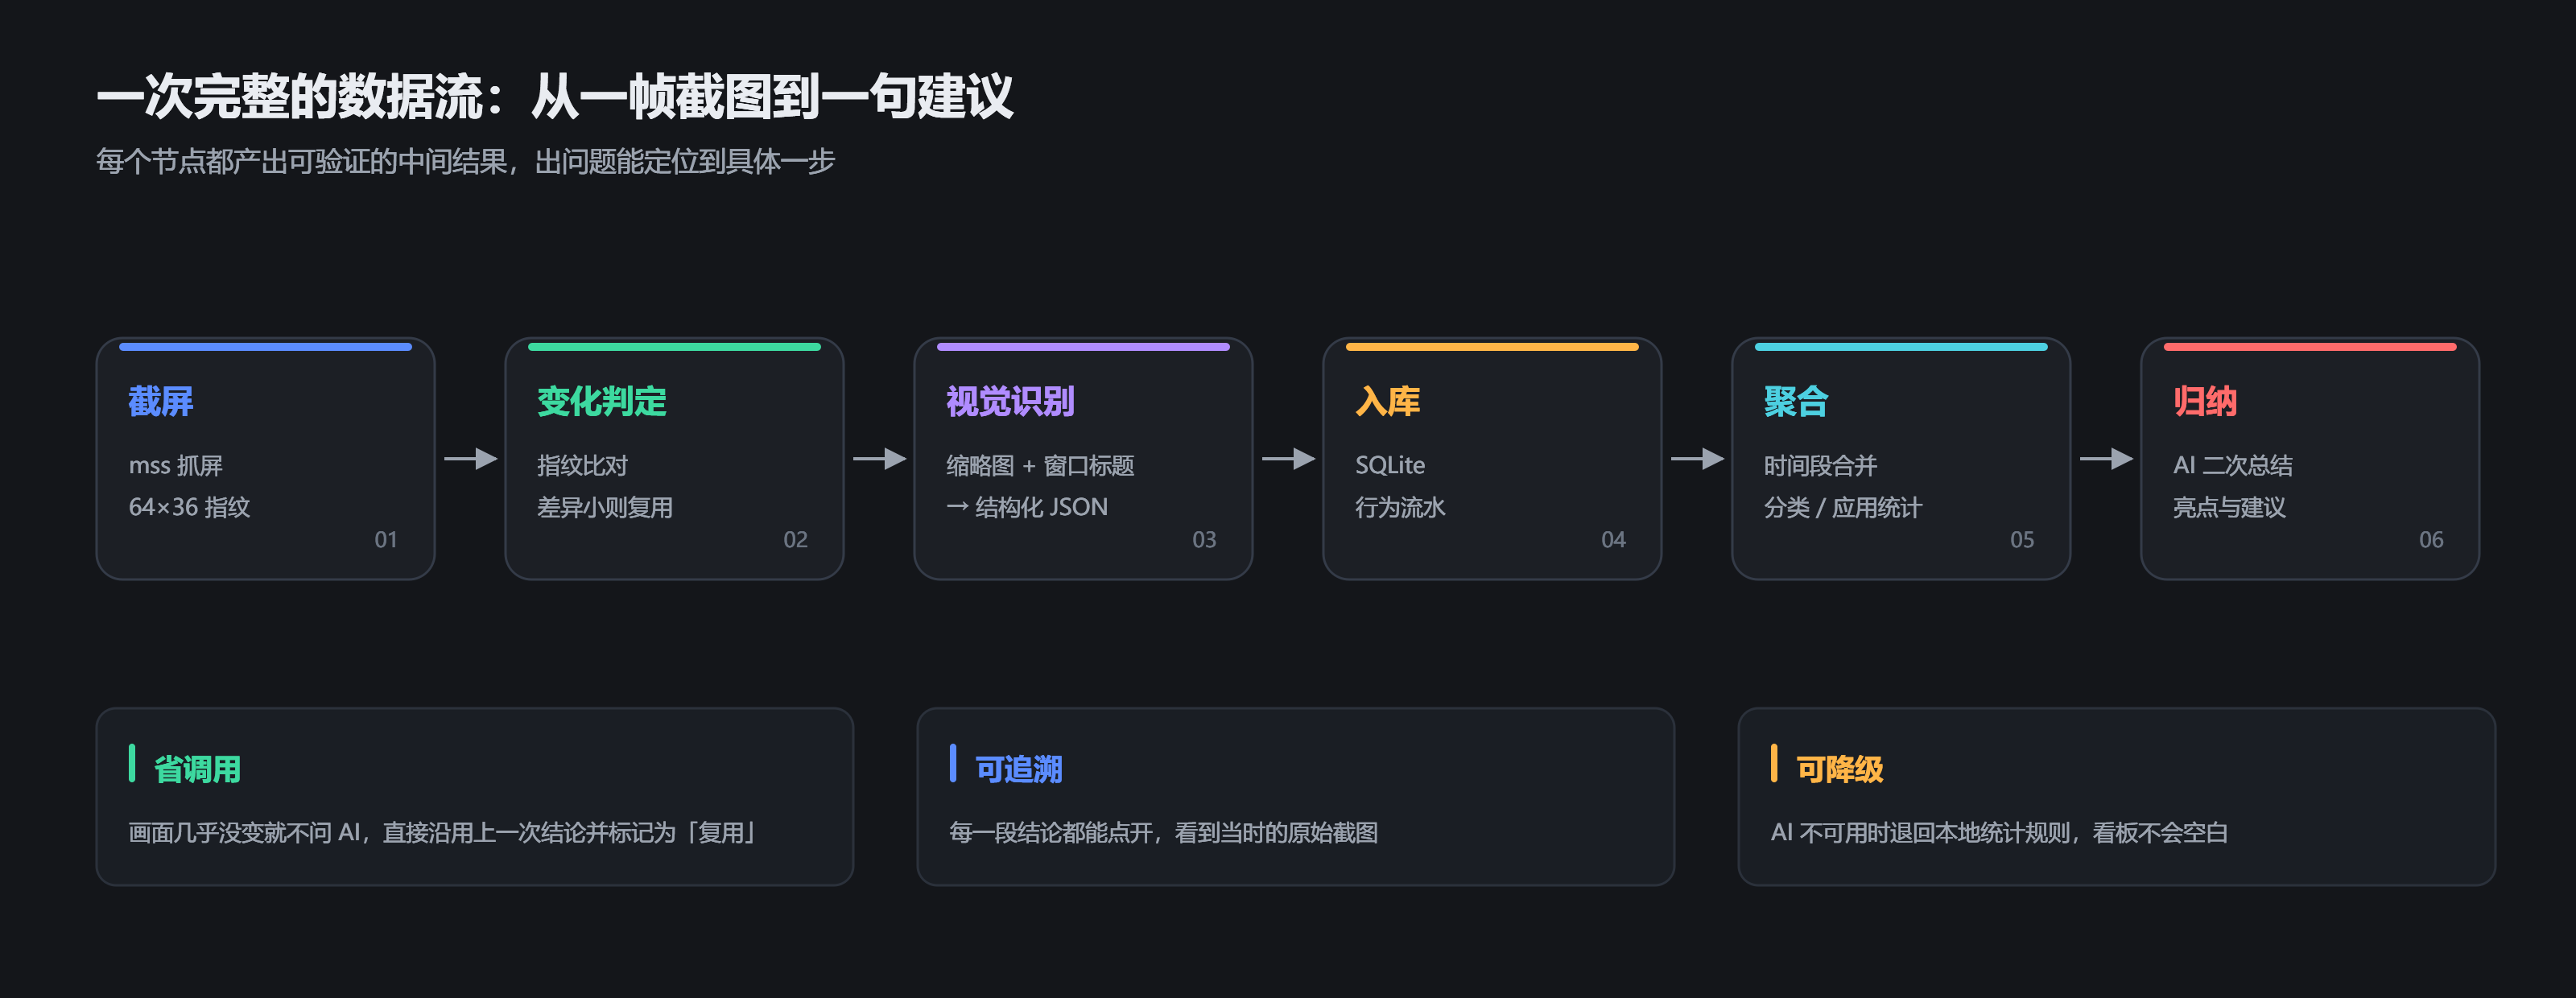 一次完整的数据流：从一帧截图到一句建议
每个节点都产出可验证的中间结果，出问题能定位到具体一步
截屏
mss 抓屏
64×36 指纹
01
变化判定
指纹比对
差异小则复用
02
视觉识别
缩略图 + 窗口标题
→ 结构化 JSON
03
入库
SQLite
行为流水
04
聚合
时间段合并
分类 / 应用统计
05
归纳
AI 二次总结
亮点与建议
06
省调用
画面几乎没变就不问 AI，直接沿用上一次结论并标记为「复用」
可追溯
每一段结论都能点开，看到当时的原始截图
可降级
AI 不可用时退回本地统计规则，看板不会空白